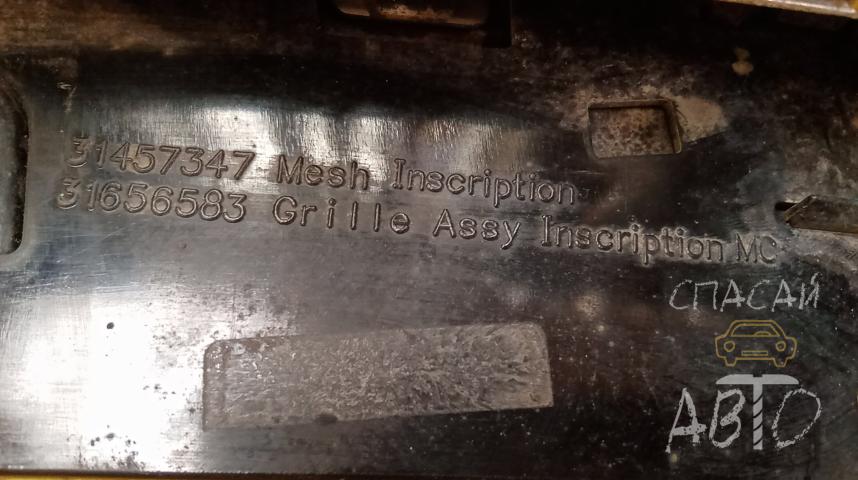 31457347 Mesh Inscription
31656583 Grille Assy Inscription MC
СПАСАЙ
АВТО